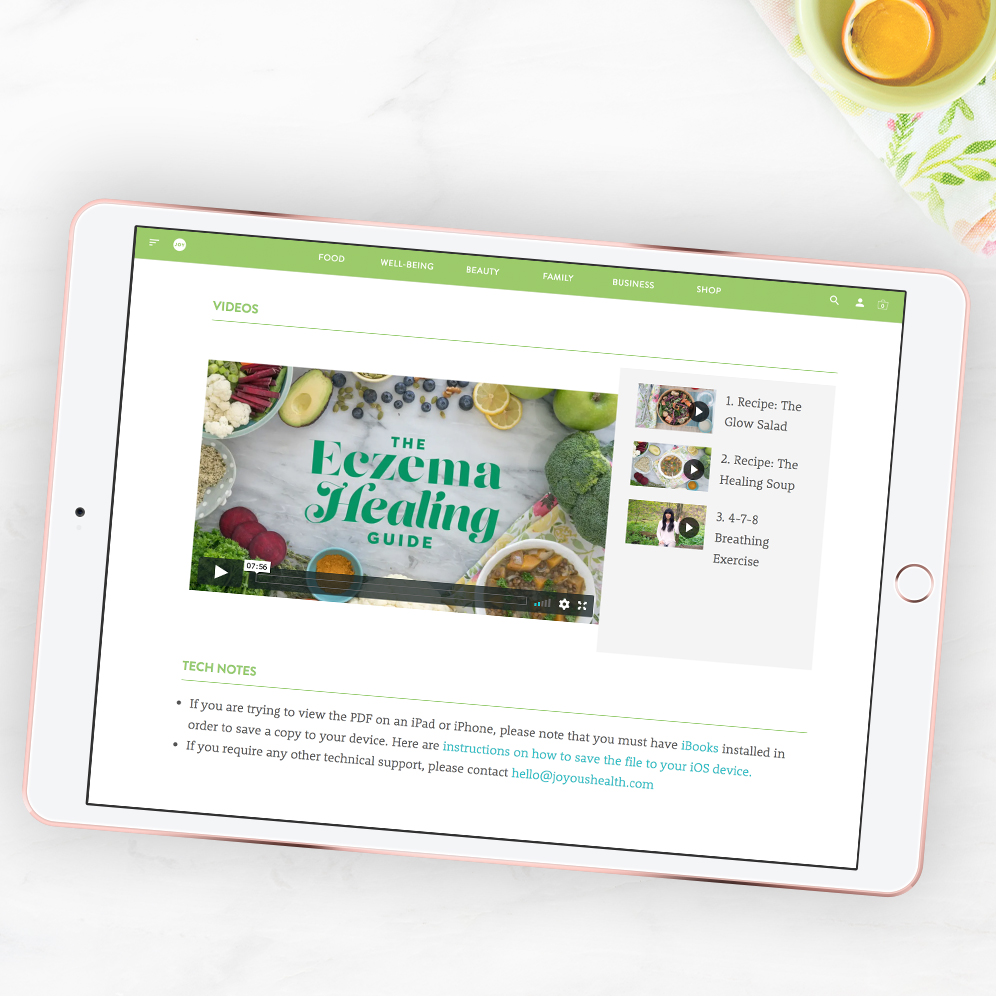 JOY
FOOD
WELL-BEING
BEAUTY
FAMILY
BUSINESS
SHOP
0
VIDEOS
THE
Eczema
Healing
GUIDE
07:56
1. Recipe: The
Glow Salad
2. Recipe: The
Healing Soup
3. 4-7-8
Breathing
Exercise
TECH NOTES
• If you are trying to view the PDF on an iPad or iPhone, please note that you must have iBooks installed in
order to save a copy to your device. Here are instructions on how to save the file to your iOS device.
• If you require any other technical support, please contact hello@joyoushealth.com